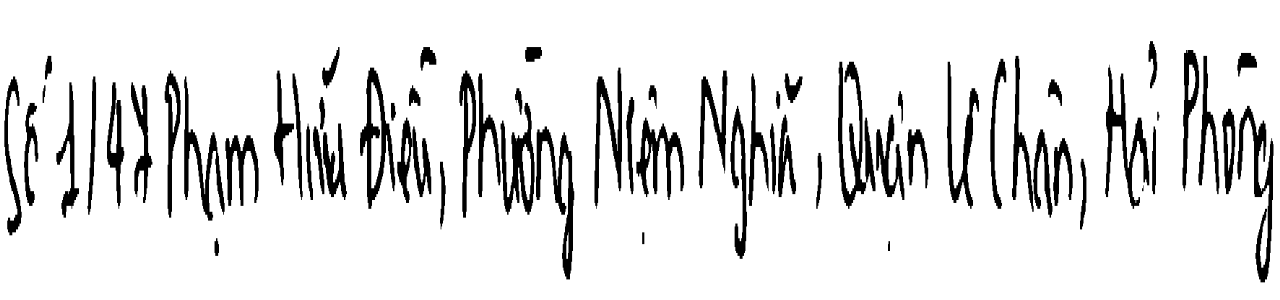 Số 1/47 Phạm Hữu Điều, Phường Niệm Nghĩa, Quận Lê Chân, Hải Phòng